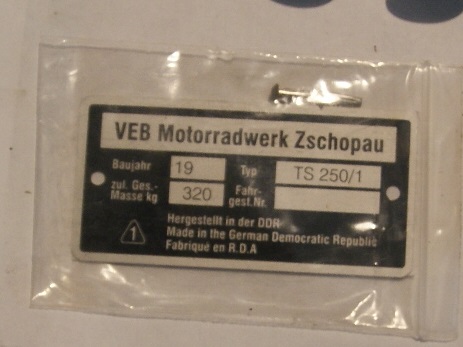 VEB Motorradwerk Zschopau
Baujahr 19 Typ TS 250/1
zul. Ges.-
Masse kg 320 Fahr-
gest.Nr.
Hergestellt in der DDR
Made in the German Democratic Republic
Fabriqué en R.D.A
1